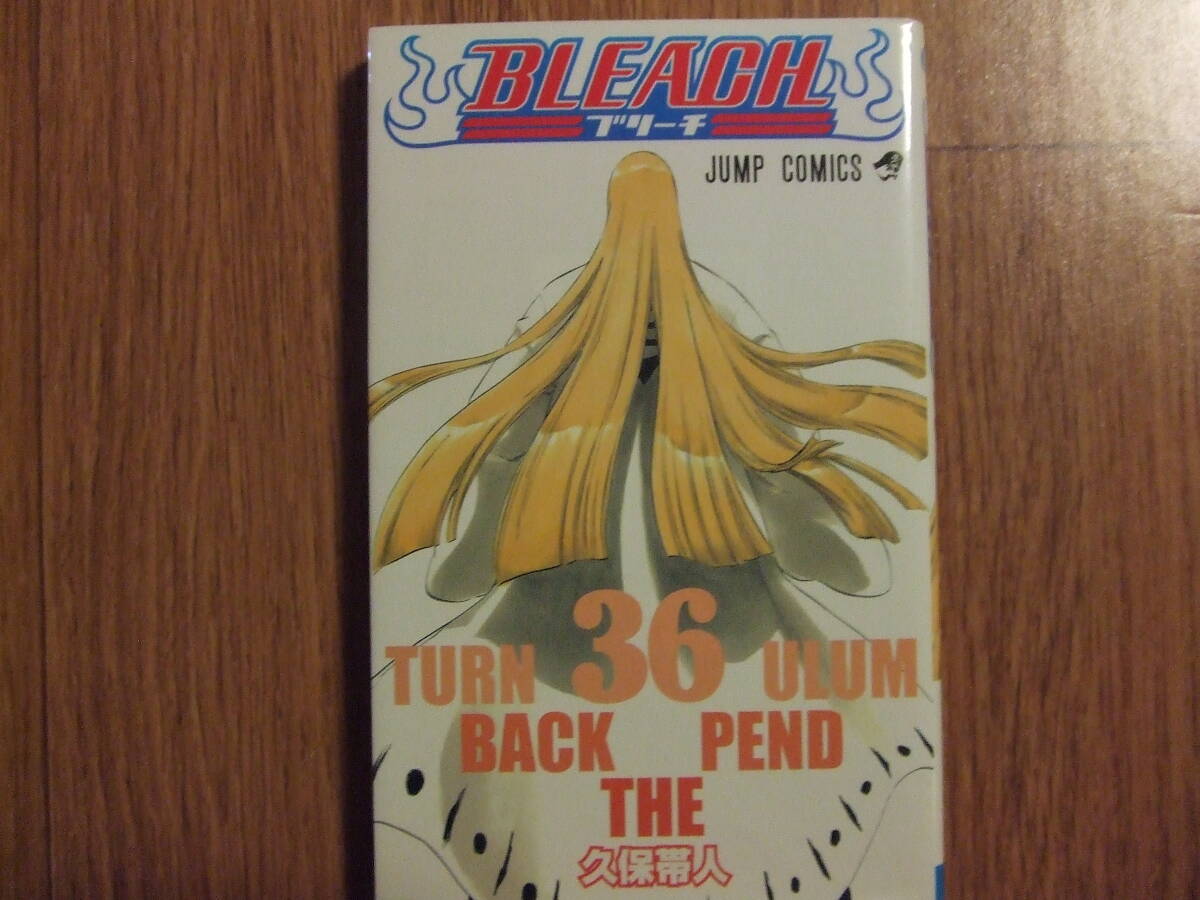 BLEACH
ブリーチ
JUMP COMICS
36
TURN ULUM
BACK PEND
THE
久保帯人